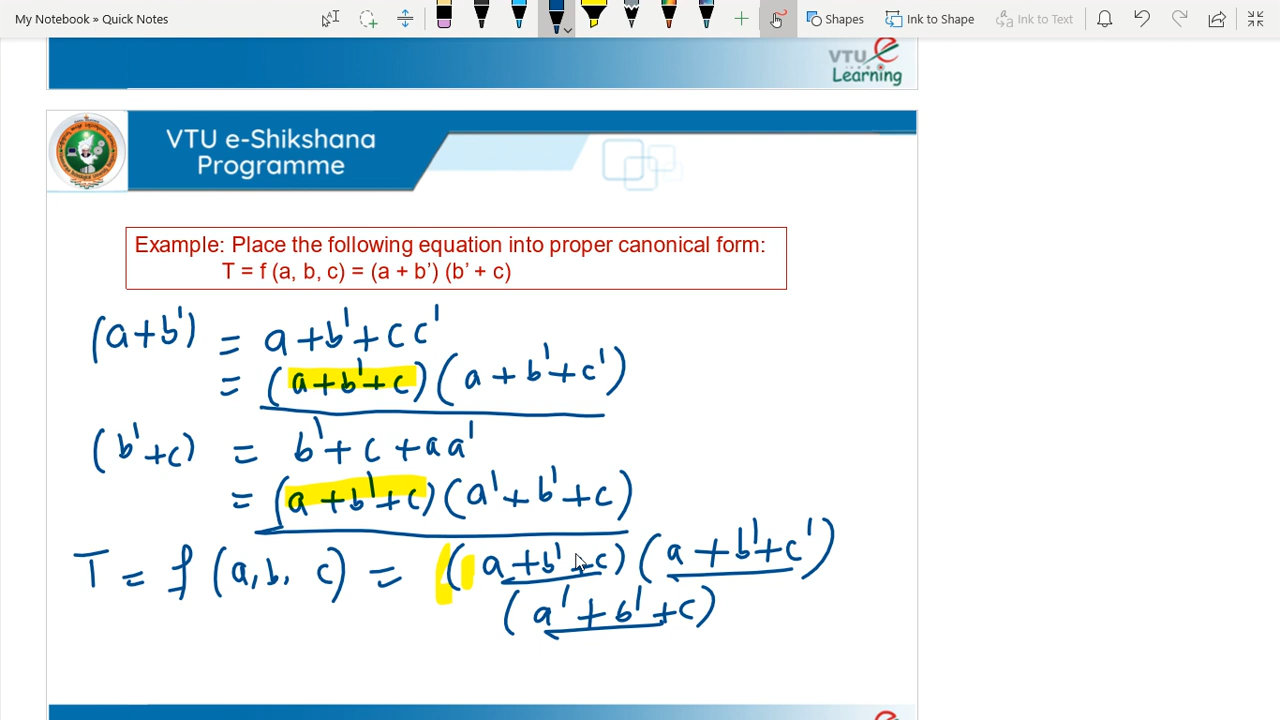 My Notebook » Quick Notes
Shapes
Ink to Shape
Ink to Text
VTU e
Learning
VTU e-Shikshana
Programme
Example: Place the following equation into proper canonical form:
T = f (a, b, c) = (a + b’) (b’ + c)
(a+b') = a+b'+cc'
= (a+b'+c) (a+b'+c')
(b'+c) = b'+c+aa'
= (a+b'+c) (a'+b'+c)
T = f (a, b, c) = (a+b'+c) (a+b'+c')
(a'+b'+c)
e